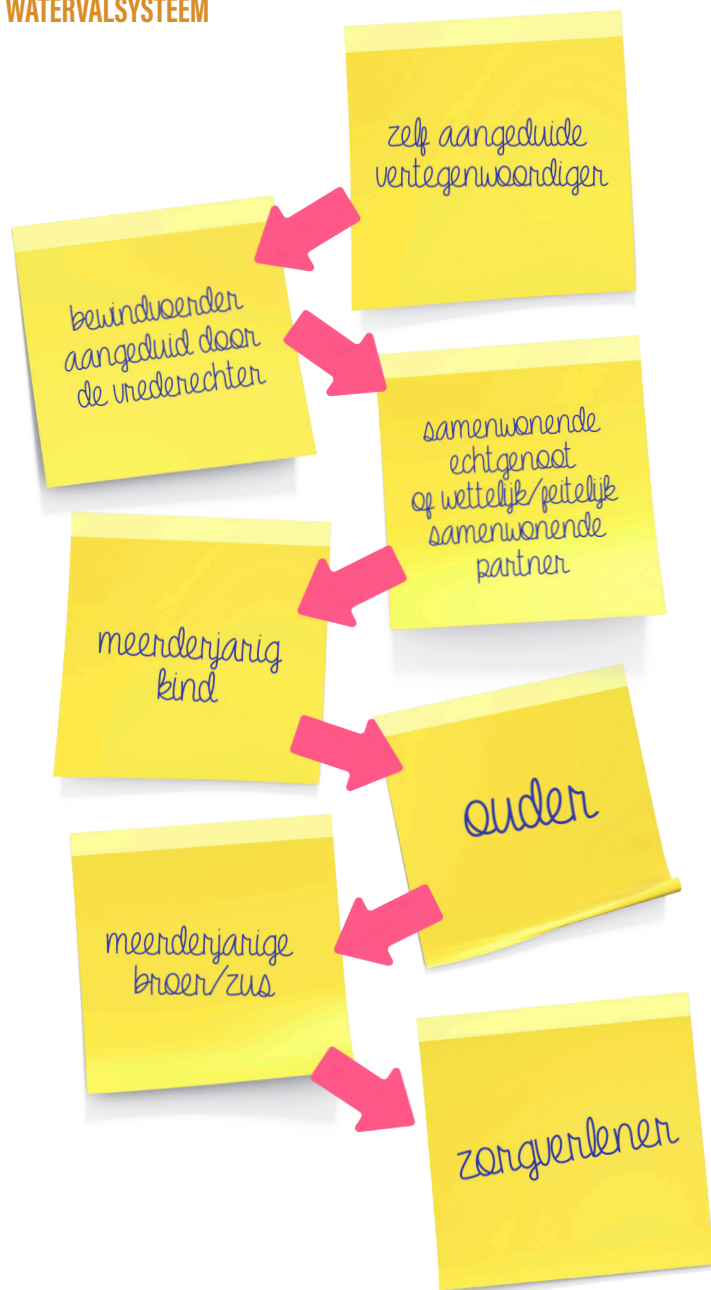 WATERVALSYSTEEM
zelf aangeduide
vertegenwoordiger
bewindvoerder
aangeduid door
de vrederechter
samenwonende
echtgenoot
of wettelijk/feitelijk
samenwonende
partner
meerderjarig
kind
ouder
meerderjarige
broer/zus
zorgverlener